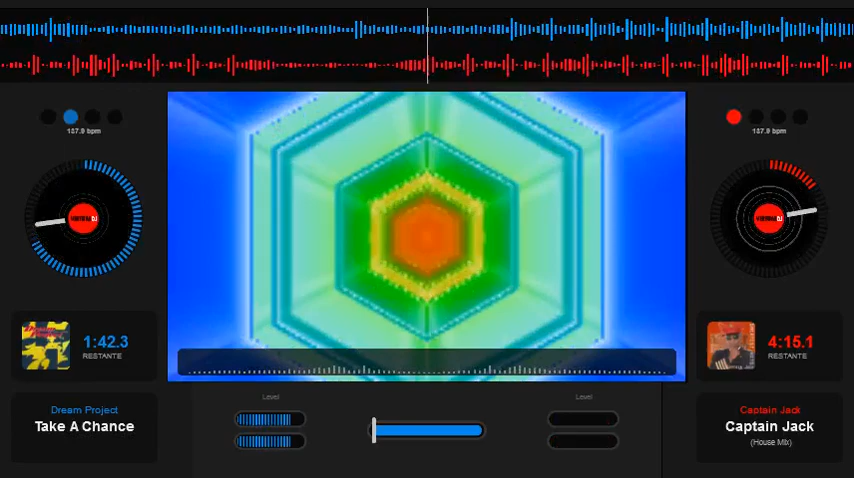 137.9 bpm
137.9 bpm
1:42.3
RESTANTE
4:15.1
RESTANTE
Level
Level
Dream Project
Take A Chance
Captain Jack
Captain Jack
(House Mix)